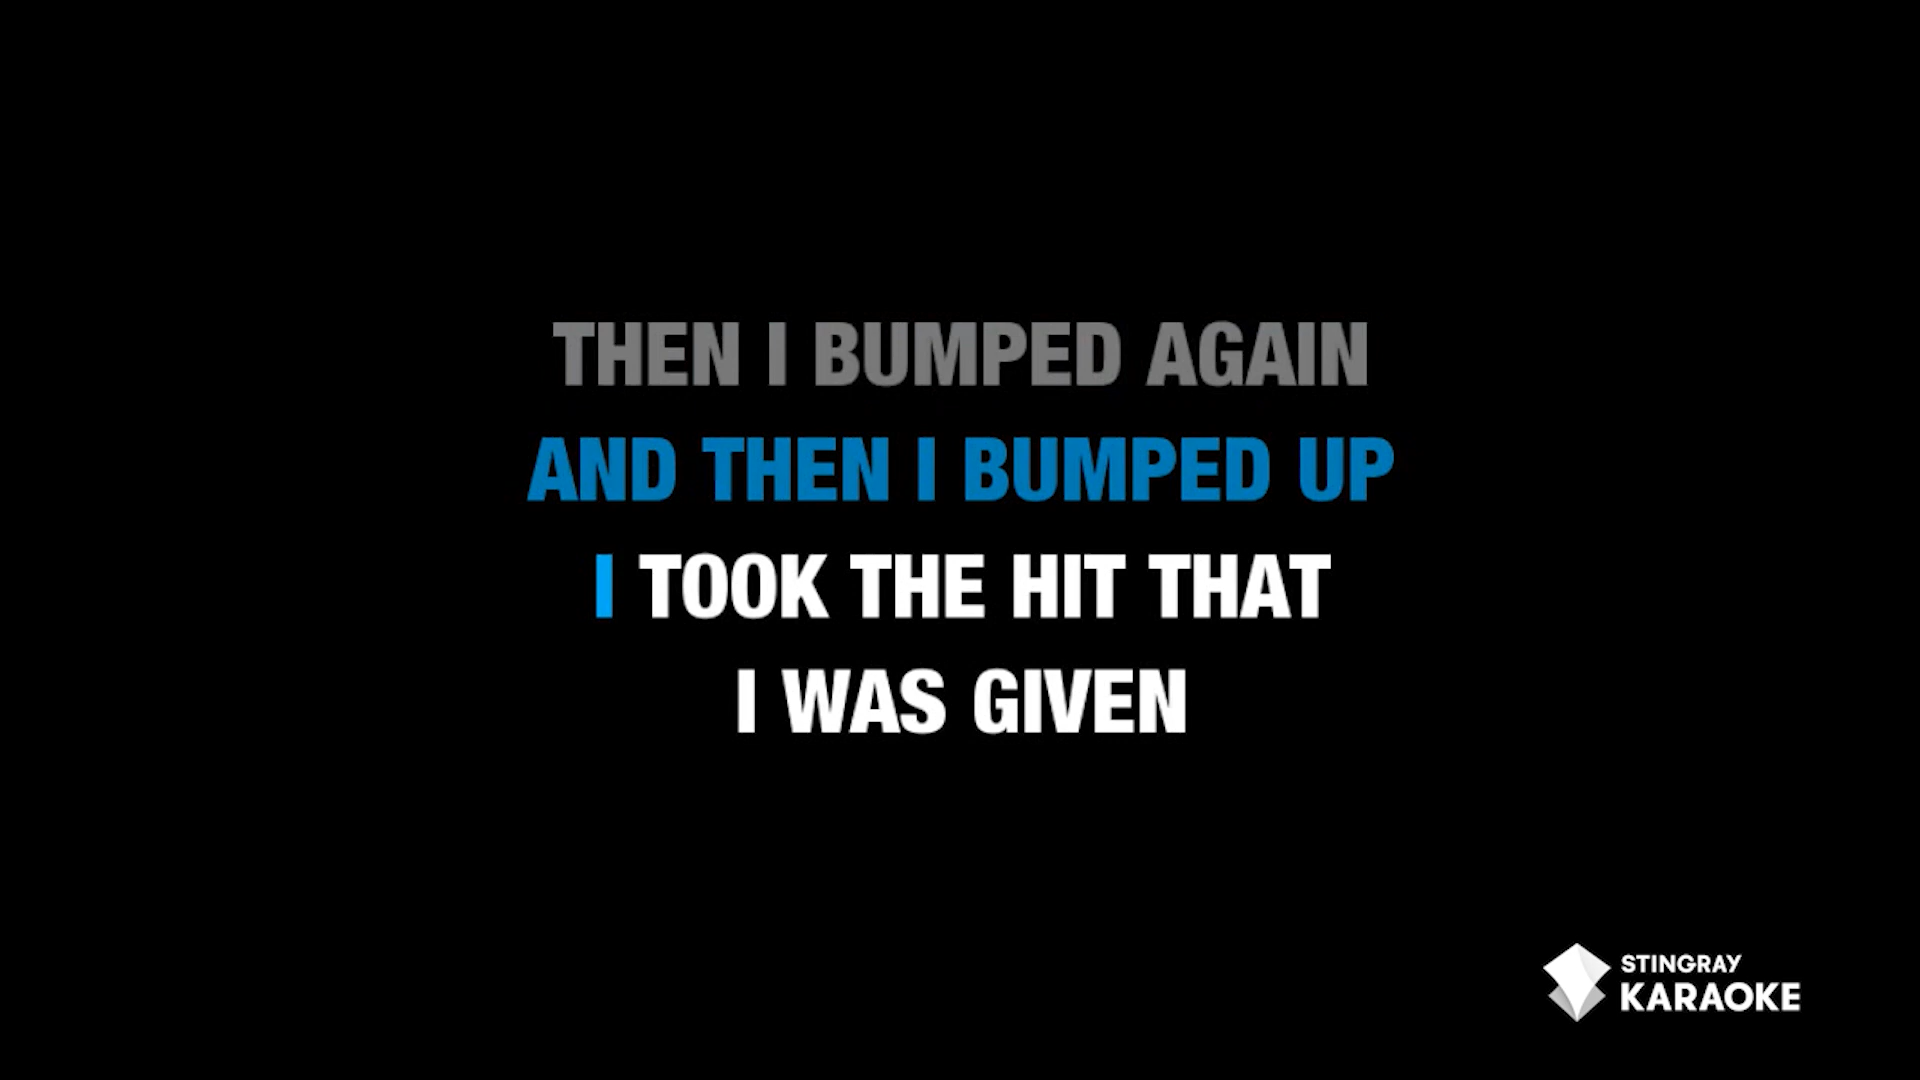 THEN I BUMPED AGAIN
AND THEN I BUMPED UP
I TOOK THE HIT THAT
I WAS GIVEN
STINGRAY
KARAOKE